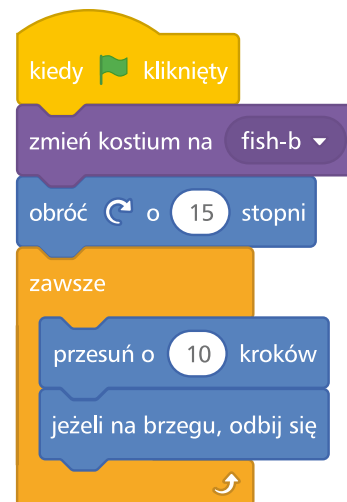 kiedy kliknięty
zmień kostium na fish-b
obróć o 15 stopni
zawsze
przesuń o 10 kroków
jeżeli na brzegu, odbij się